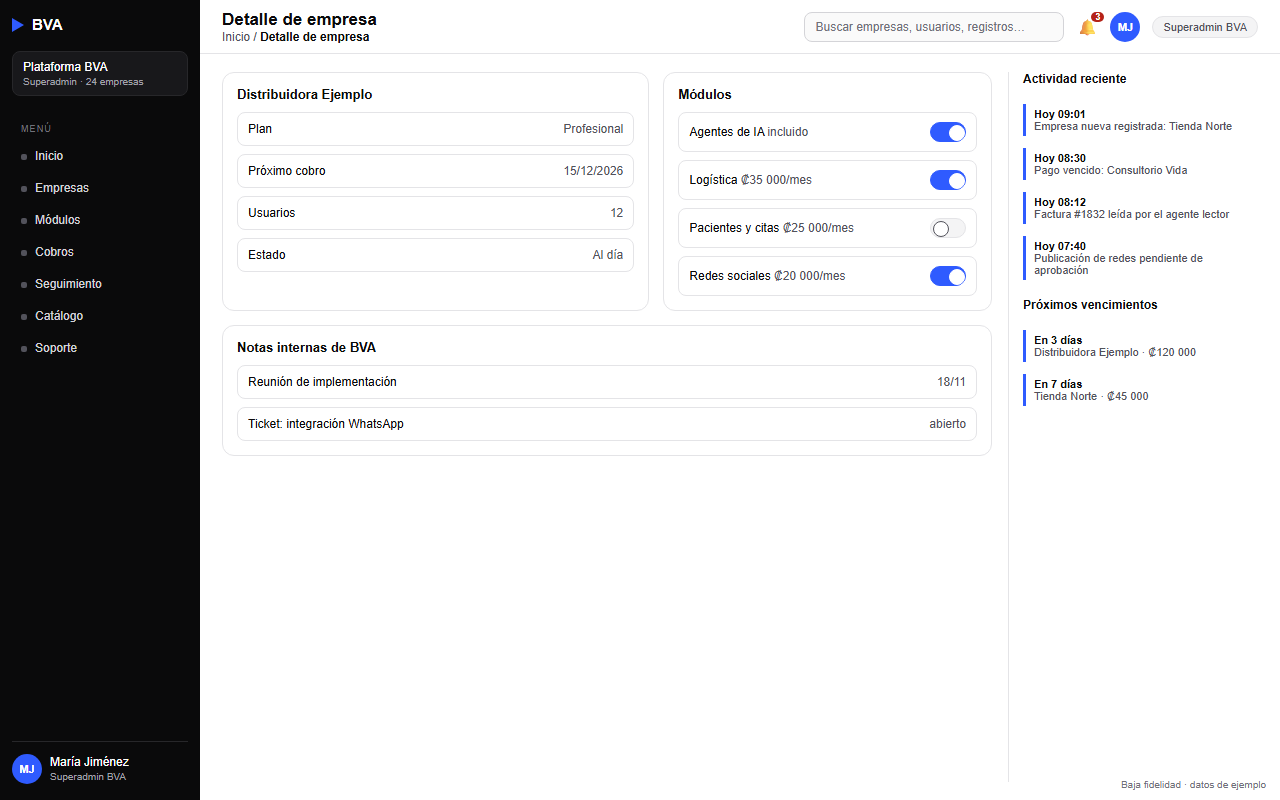 BVA
Plataforma BVA
Superadmin · 24 empresas
MENÚ
Inicio
Empresas
Módulos
Cobros
Seguimiento
Catálogo
Soporte
MJ
María Jiménez
Superadmin BVA
Detalle de empresa
Inicio / Detalle de empresa
Buscar empresas, usuarios, registros…
3
MJ
Superadmin BVA
Distribuidora Ejemplo
Plan Profesional
Próximo cobro 15/12/2026
Usuarios 12
Estado Al día
Módulos
Agentes de IA incluido
Logística ₡35 000/mes
Pacientes y citas ₡25 000/mes
Redes sociales ₡20 000/mes
Notas internas de BVA
Reunión de implementación 18/11
Ticket: integración WhatsApp abierto
Actividad reciente
Hoy 09:01
Empresa nueva registrada: Tienda Norte
Hoy 08:30
Pago vencido: Consultorio Vida
Hoy 08:12
Factura #1832 leída por el agente lector
Hoy 07:40
Publicación de redes pendiente de
aprobación
Próximos vencimientos
En 3 días
Distribuidora Ejemplo · ₡120 000
En 7 días
Tienda Norte · ₡45 000
Baja fidelidad · datos de ejemplo